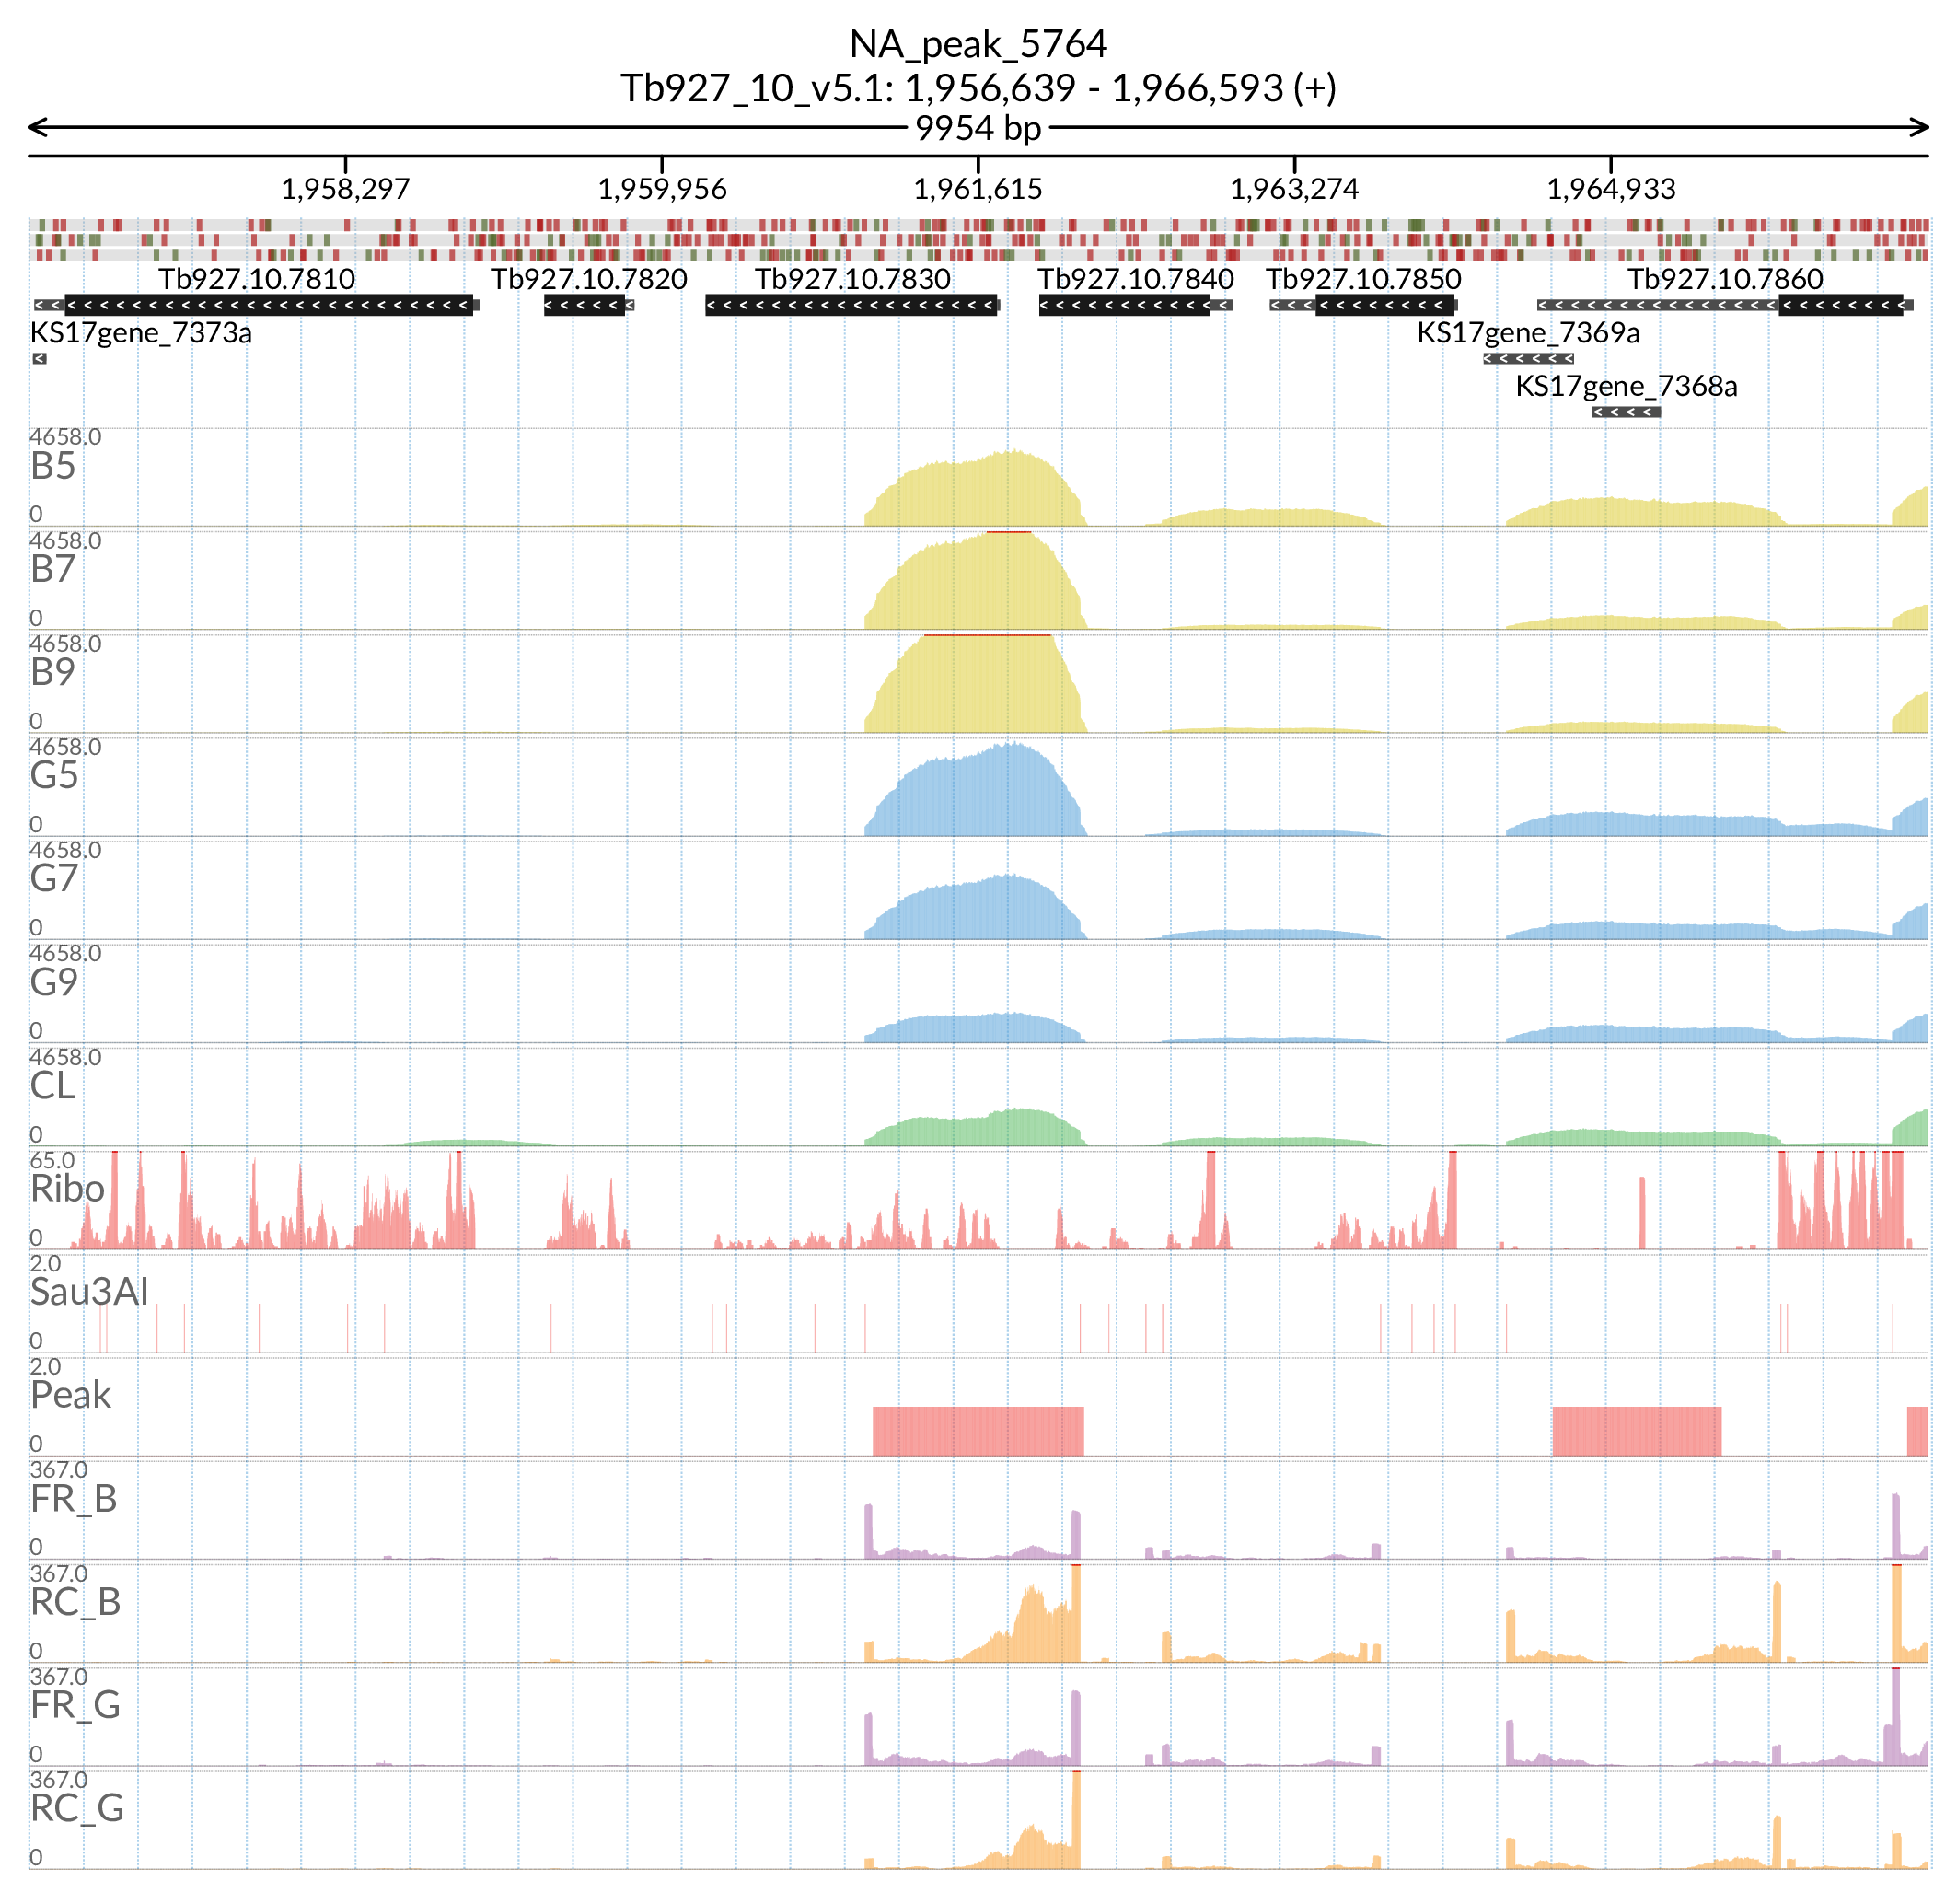 NA_peak_5764
Tb927_10_v5.1: 1,956,639 - 1,966,593 (+)
9954 bp
1,958,297 1,959,956 1,961,615 1,963,274 1,964,933
Tb927.10.7810 Tb927.10.7820 Tb927.10.7830 Tb927.10.7840 Tb927.10.7850 Tb927.10.7860
KS17gene_7373a KS17gene_7369a
KS17gene_7368a
4658.0
B5
0
4658.0
B7
0
4658.0
B9
0
4658.0
G5
0
4658.0
G7
0
4658.0
G9
0
4658.0
CL
0
65.0
Ribo
0
2.0
Sau3AI
0
2.0
Peak
0
367.0
FR_B
0
367.0
RC_B
0
367.0
FR_G
0
367.0
RC_G
0